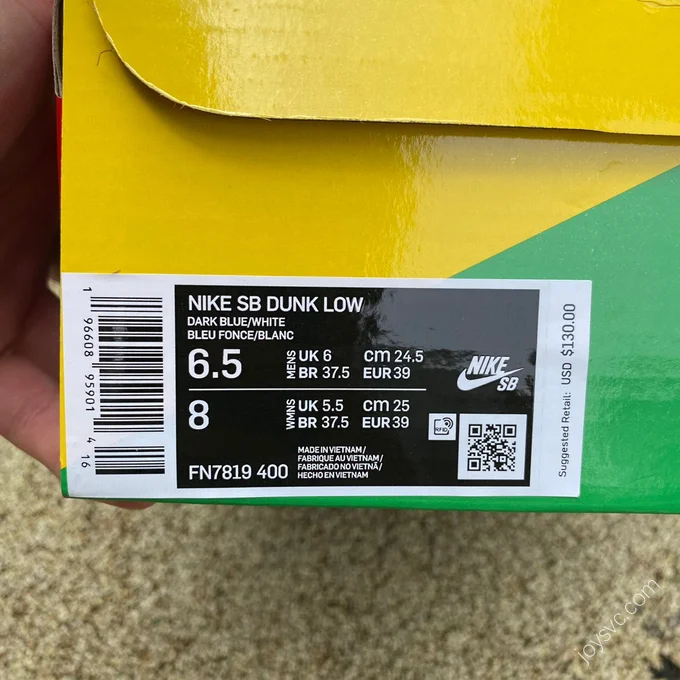 1 96608 95901 4 16
NIKE SB DUNK LOW
DARK BLUE/WHITE
BLEU FONCE/BLANC
6.5 MENS UK 6 cm 24.5
BR 37.5 EUR 39
8 WMNS UK 5.5 cm 25
BR 37.5 EUR 39
FN7819 400
MADE IN VIETNAM/
FABRIQUE AU VIETNAM/
FABRICADO NO VIETNÃ/
HECHO EN VIETNAM
NIKE
SB
RFID
Suggested Retail: USD $130.00
joysvc.com